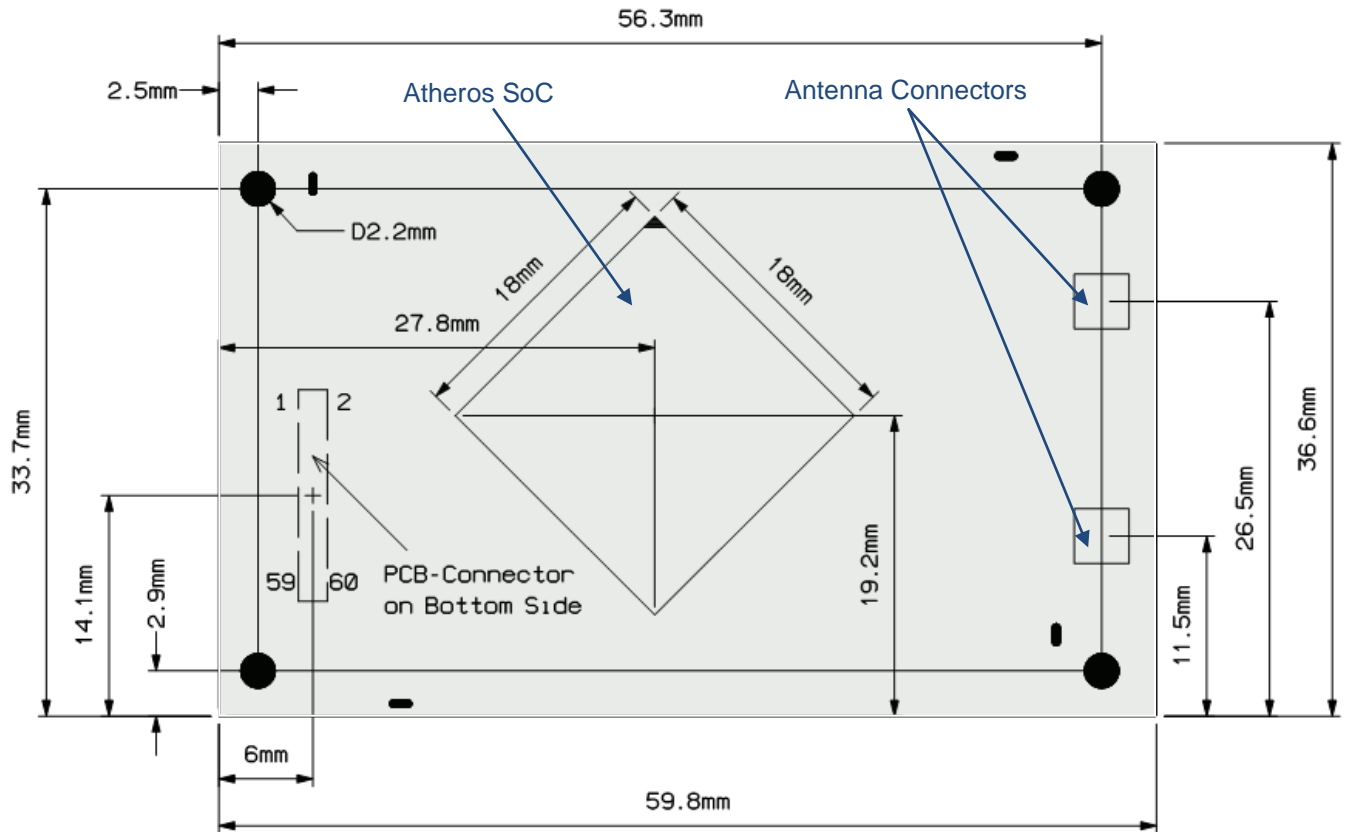 56.3mm
2.5mm
Atheros SoC
Antenna Connectors
D2.2mm
18mm
18mm
27.8mm
1 2
33.7mm
36.6mm
26.5mm
19.2mm
59 60
PCB-Connector
on Bottom Side
14.1mm
2.9mm
11.5mm
6mm
59.8mm